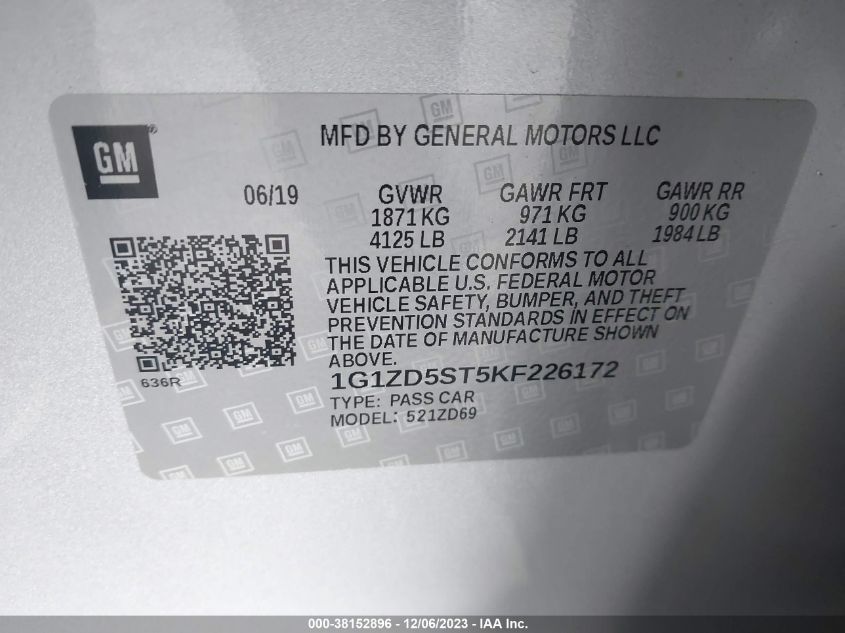 GM
MFD BY GENERAL MOTORS LLC
06/19 GVWR GAWR FRT GAWR RR
1871 KG 971 KG 900 KG
4125 LB 2141 LB 1984 LB
THIS VEHICLE CONFORMS TO ALL
APPLICABLE U.S. FEDERAL MOTOR
VEHICLE SAFETY, BUMPER, AND THEFT
PREVENTION STANDARDS IN EFFECT ON
THE DATE OF MANUFACTURE SHOWN
ABOVE.
636R
1G1ZD5ST5KF226172
TYPE: PASS CAR
MODEL: 521ZD69
000-38152896 - 12/06/2023 - IAA Inc.